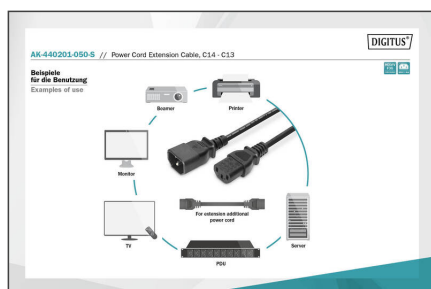 DIGITUS®
AK-440201-050-S // Power Cord Extension Cable, C14 - C13
Beispiele
für die Benutzung
Examples of use
Beamer
Printer
Monitor
For extension additional
power cord
TV
Server
PDU